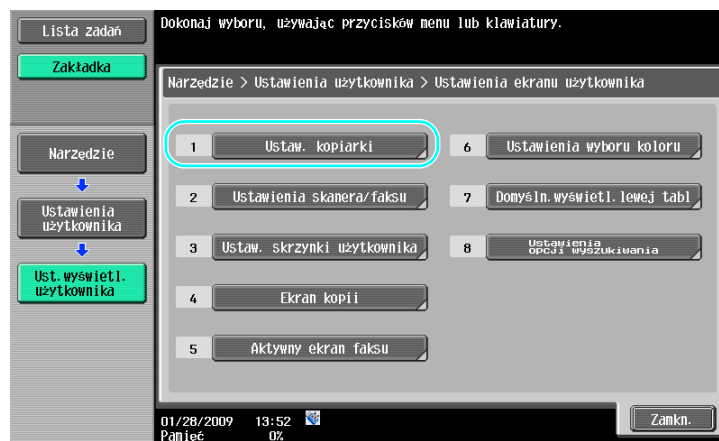 Lista zadań
Dokonaj wyboru, używając przycisków menu lub klawiatury.
Zakładka
Narzędzie > Ustawienia użytkownika > Ustawienia ekranu użytkownika
Narzędzie
Ustawienia
użytkownika
Ust.wyświetl.
użytkownika
1 Ustaw. kopiarki
2 Ustawienia skanera/faksu
3 Ustaw. skrzynki użytkownika
4 Ekran kopii
5 Aktywny ekran faksu
6 Ustawienia wyboru koloru
7 Domyśln.wyświetl.lewej tabl
8 Ustawienia
opcji wyszukiwania
01/28/2009 13:52
Pamięć 0%
Zamkn.